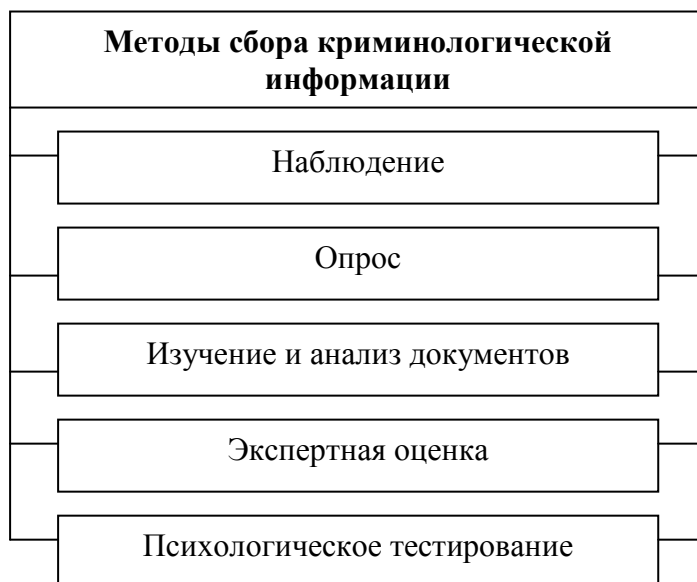 Методы сбора криминологической
информации
Наблюдение
Опрос
Изучение и анализ документов
Экспертная оценка
Психологическое тестирование